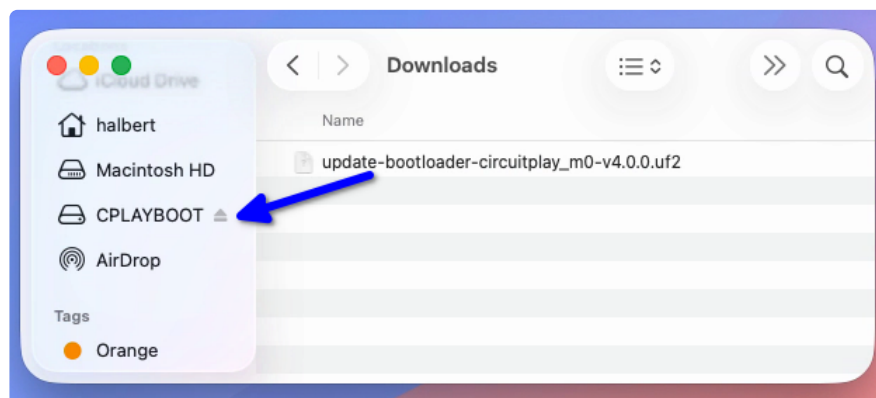 iCloud Drive
halbert
Macintosh HD
CPLAYBOOT
AirDrop
Tags
Orange
Downloads
Name
update-bootloader-circuitplay_m0-v4.0.0.uf2